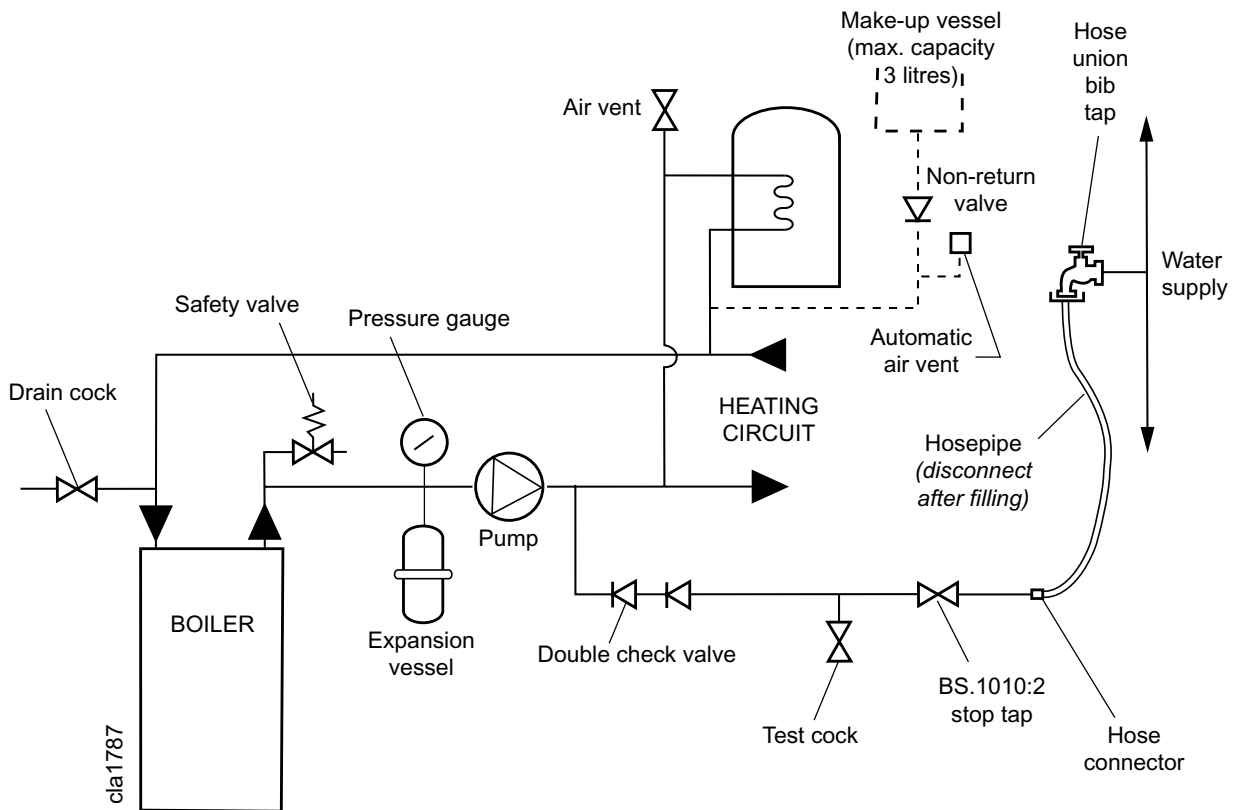 Make-up vessel
(max. capacity
3 litres)
Hose
union
bib
tap
Air vent
Non-return
valve
Water
supply
Safety valve
Pressure gauge
Automatic
air vent
Drain cock
HEATING
CIRCUIT
Hosepipe
(disconnect
after filling)
Pump
BOILER
Expansion
vessel
Double check valve
BS.1010:2
stop tap
Test cock
Hose
connector
cla1787